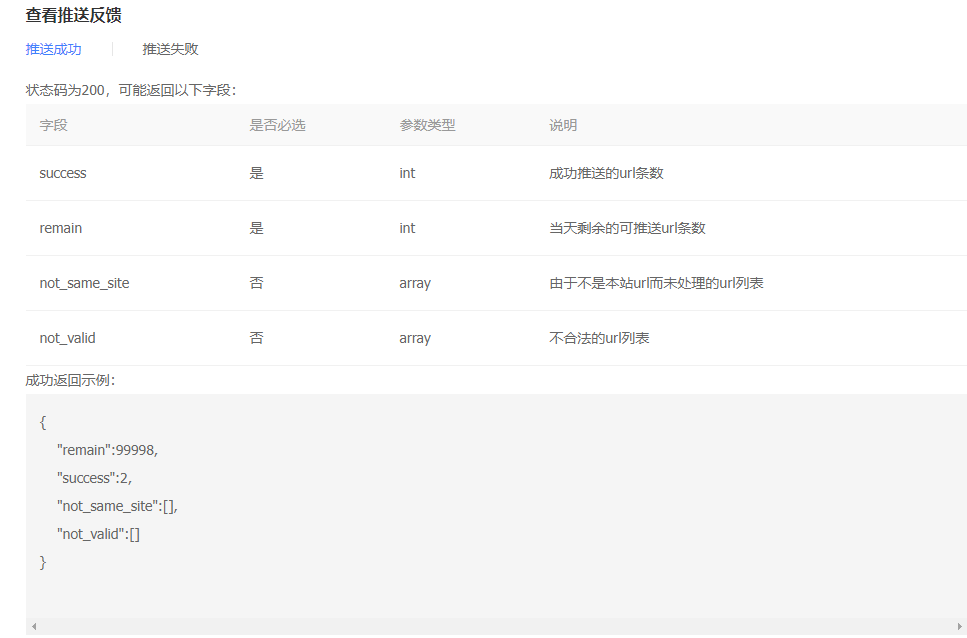 查看推送反馈
推送成功 推送失败
状态码为200，可能返回以下字段：
字段 是否必选 参数类型 说明
success 是 int 成功推送的url条数
remain 是 int 当天剩余的可推送url条数
not_same_site 否 array 由于不是本站url而未处理的url列表
not_valid 否 array 不合法的url列表
成功返回示例：
{
"remain":99998,
"success":2,
"not_same_site":[],
"not_valid":[]
}